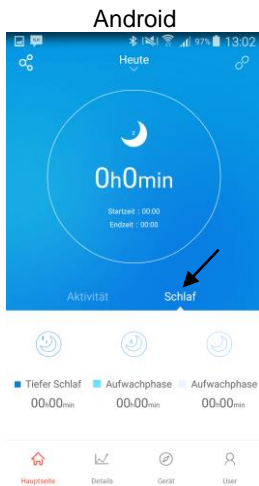 Android
97% 13:02
Heute
0h0min
Startzeit : 00:00
Endzeit : 00:00
Aktivität Schlaf
Tiefer Schlaf Aufwachphase Aufwachphase
00h00min 00h00min 00h00min
Hauptseite Details Gerät User